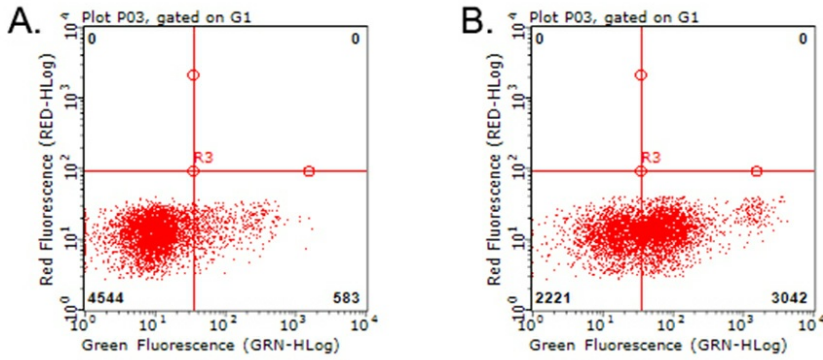 A.
Plot P03, gated on G1
0 0
Red Fluorescence (RED-HLog)
10^4
10^3
10^2
10^1
10^0
R3
4544 583
10^0 10^1 10^2 10^3 10^4
Green Fluorescence (GRN-HLog)
B.
Plot P03, gated on G1
0 0
Red Fluorescence (RED-HLog)
10^4
10^3
10^2
10^1
10^0
R3
2221 3042
10^0 10^1 10^2 10^3 10^4
Green Fluorescence (GRN-HLog)